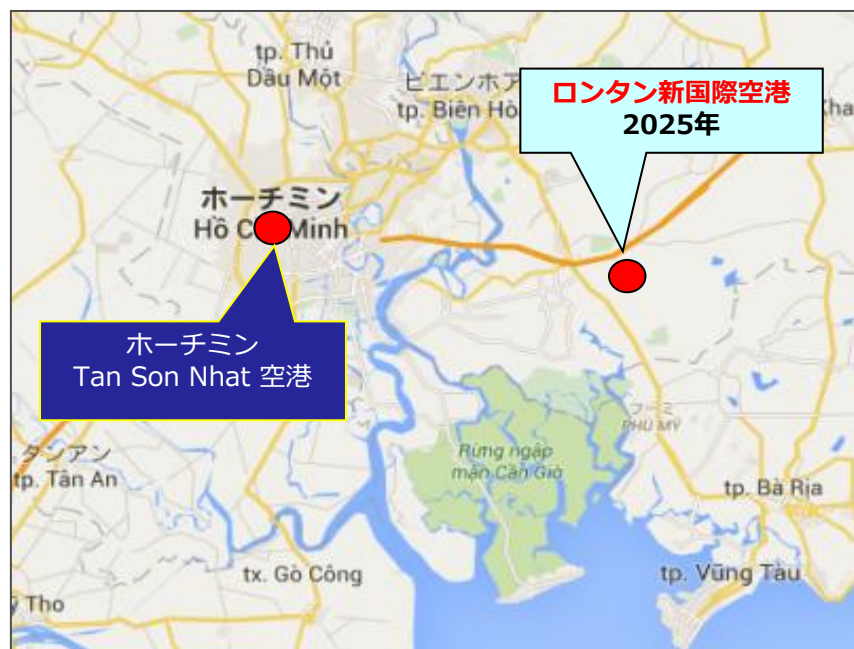 tp. Thủ
Dầu Một
ビエンホア
tp. Biên Hò
ロンタン新国際空港
2025年
Kha
ホーチミン
Hồ C Minh
ホーチミン
Tan Son Nhat 空港
タンアン
tp. Tân An
フーミ
PHÚ MỸ
Rừng ngập
mặn Cần Giờ
tp. Bà Rịa
tx. Gò Công
tp. Vũng Tàu
ỹ Tho